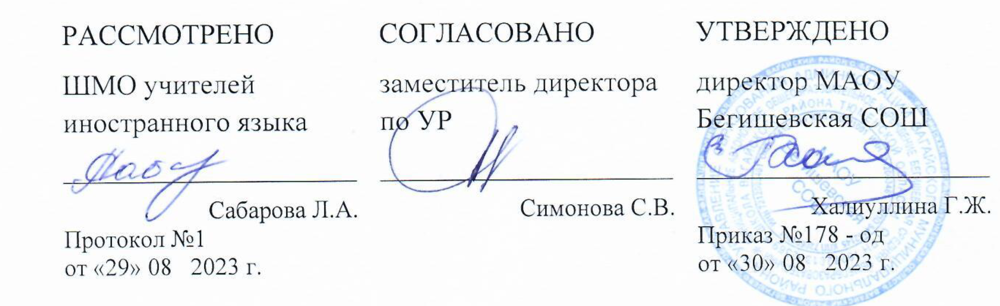 РАССМОТРЕНО
ШМО учителей
иностранного языка
Сабарова Л.А.
Протокол №1
от «29» 08 2023 г.
СОГЛАСОВАНО
заместитель директора
по УР
Симонова С.В.
УТВЕРЖДЕНО
директор МАОУ
Бегишевская СОШ
Халиуллина Г.Ж.
Приказ №178 - од
от «30» 08 2023 г.